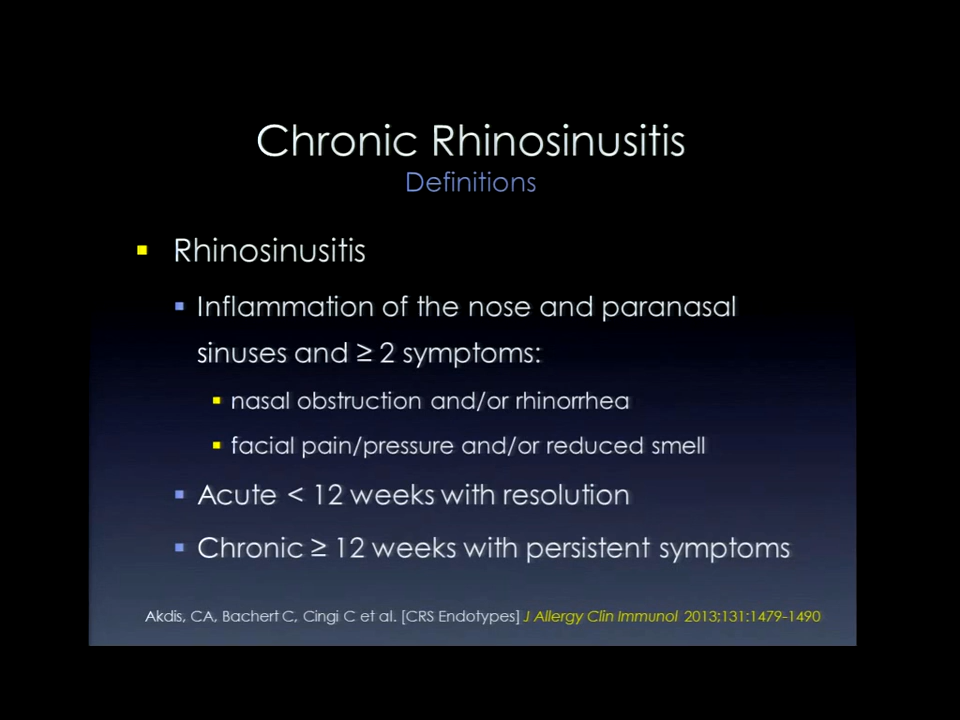 Chronic Rhinosinusitis
Definitions
Rhinosinusitis
Inflammation of the nose and paranasal
sinuses and ≥ 2 symptoms:
nasal obstruction and/or rhinorrhea
facial pain/pressure and/or reduced smell
Acute < 12 weeks with resolution
Chronic ≥ 12 weeks with persistent symptoms
Akdis, CA, Bachert C, Cingi C et al. [CRS Endotypes] J Allergy Clin Immunol 2013;131:1479-1490